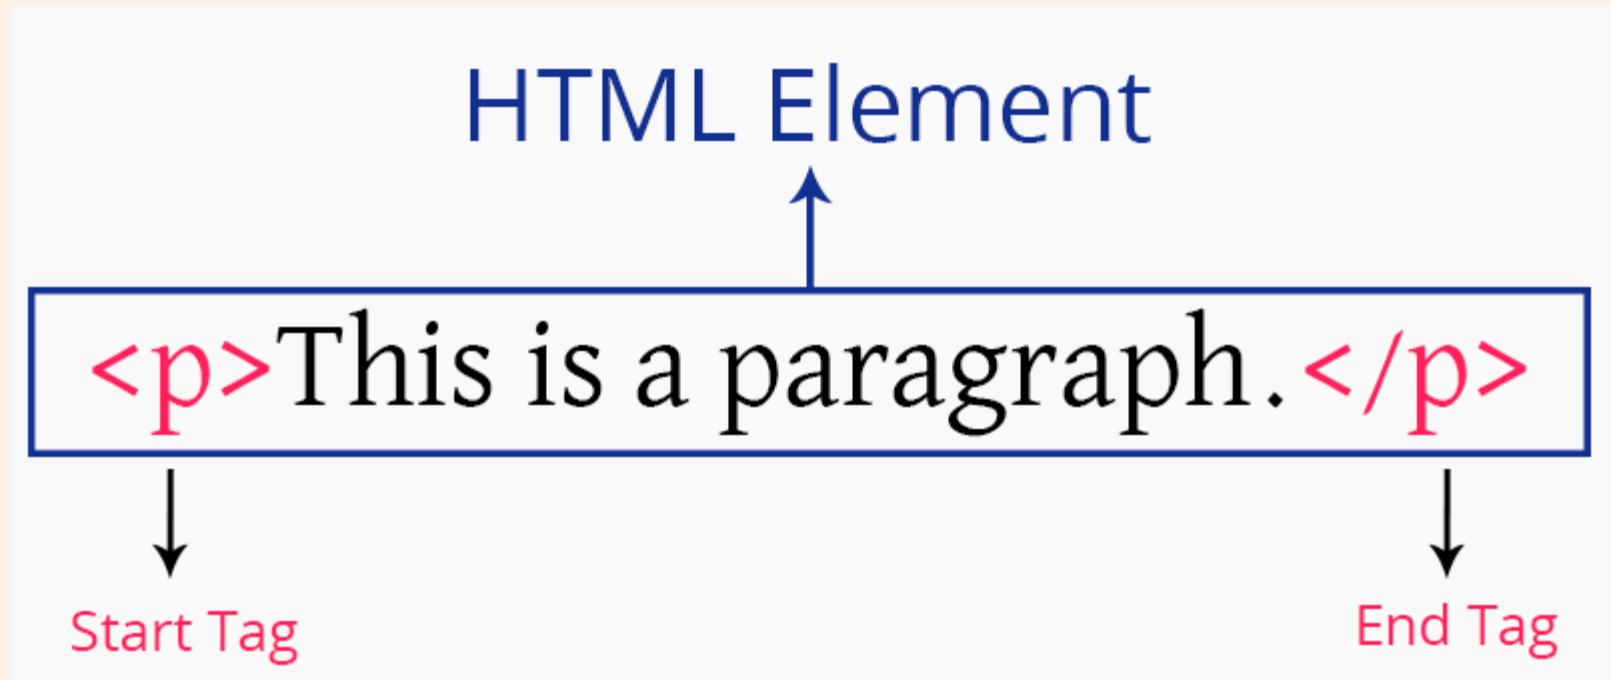 HTML Element
<p>This is a paragraph.</p>
Start Tag
End Tag